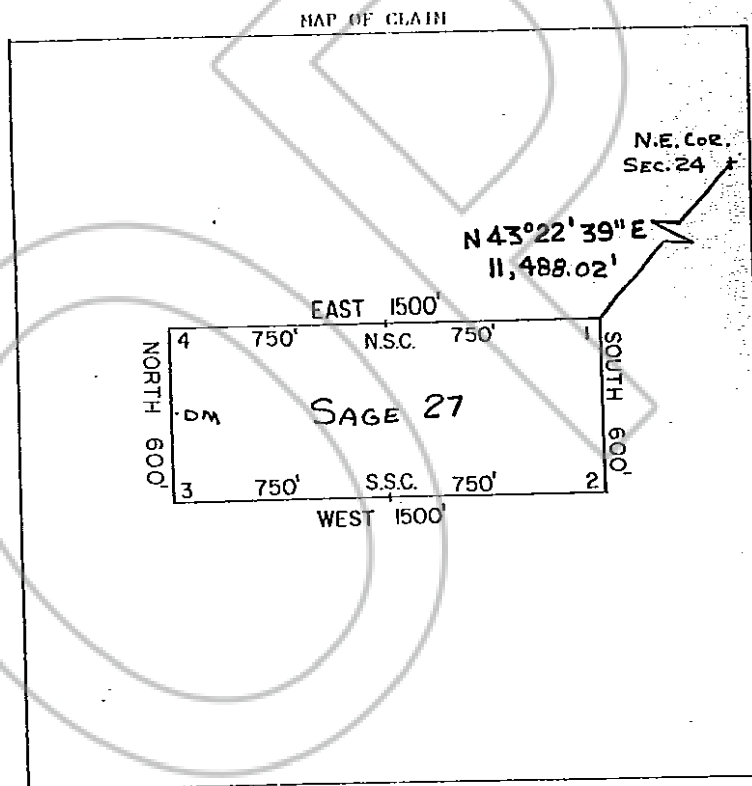 MAP OF CLAIM
N.E. COR.
SEC. 24
N 43°22'39" E
11,488.02'
EAST 1500'
4 750' N.S.C. 750' 1
NORTH 600'
SOUTH 600'
DM
SAGE 27
3 750' S.S.C. 750' 2
WEST 1500'